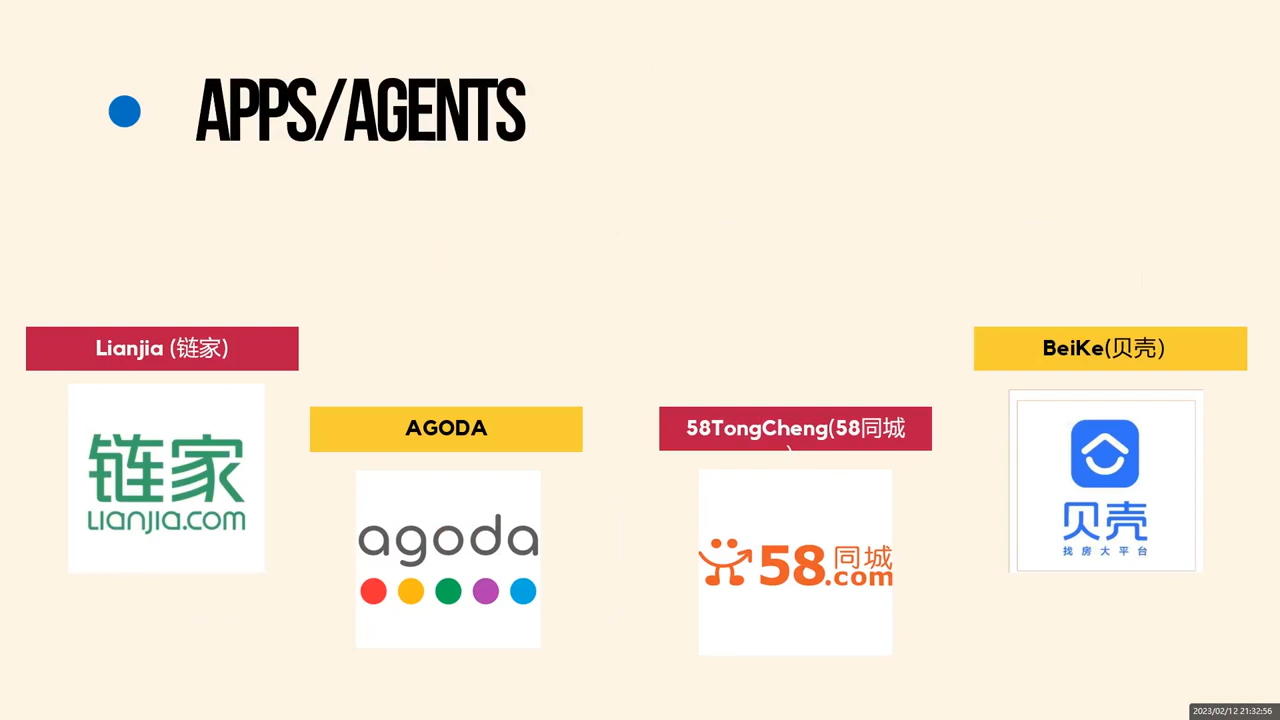 APPS/AGENTS
Lianjia (链家)
链家
Lianjia.com
AGODA
agoda
58TongCheng(58同城
)
58同城
.com
BeiKe(贝壳)
贝壳
找房大平台
2023/02/12 21:32:56